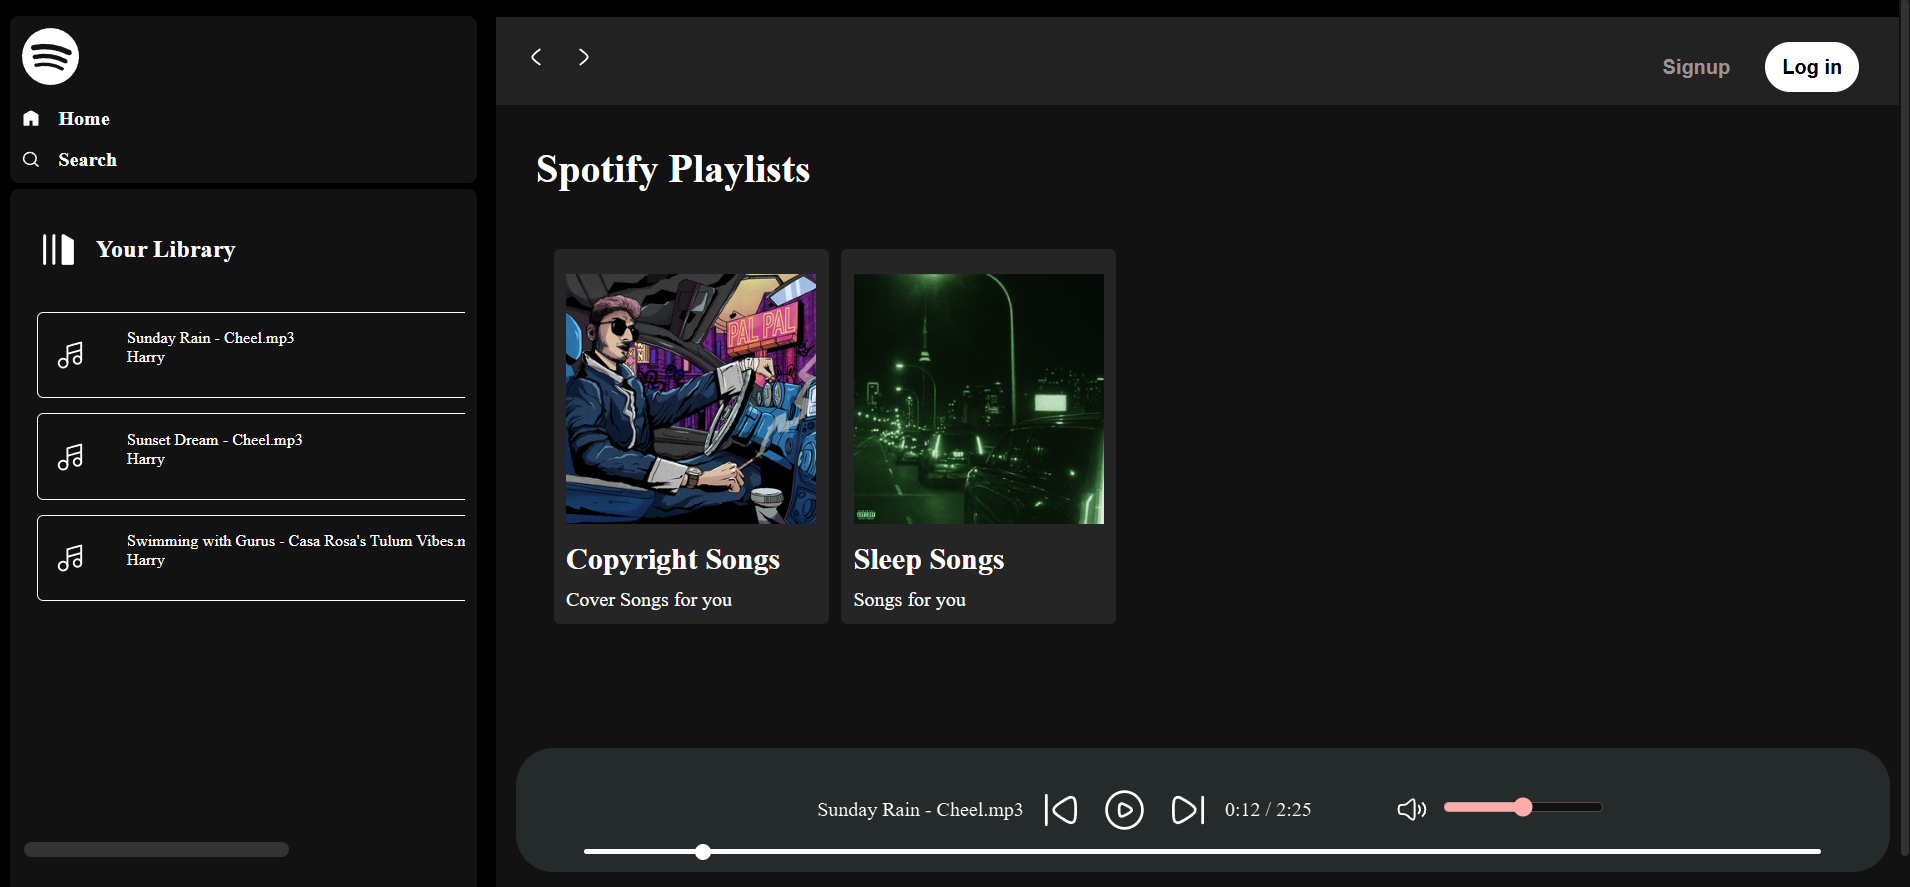 Home
Search
Your Library
Sunday Rain - Cheel.mp3
Harry
Sunset Dream - Cheel.mp3
Harry
Swimming with Gurus - Casa Rosa's Tulum Vibes.m
Harry
Signup
Log in
Spotify Playlists
PAL PAL
Copyright Songs
Cover Songs for you
Sleep Songs
Songs for you
Sunday Rain - Cheel.mp3
0:12 / 2:25